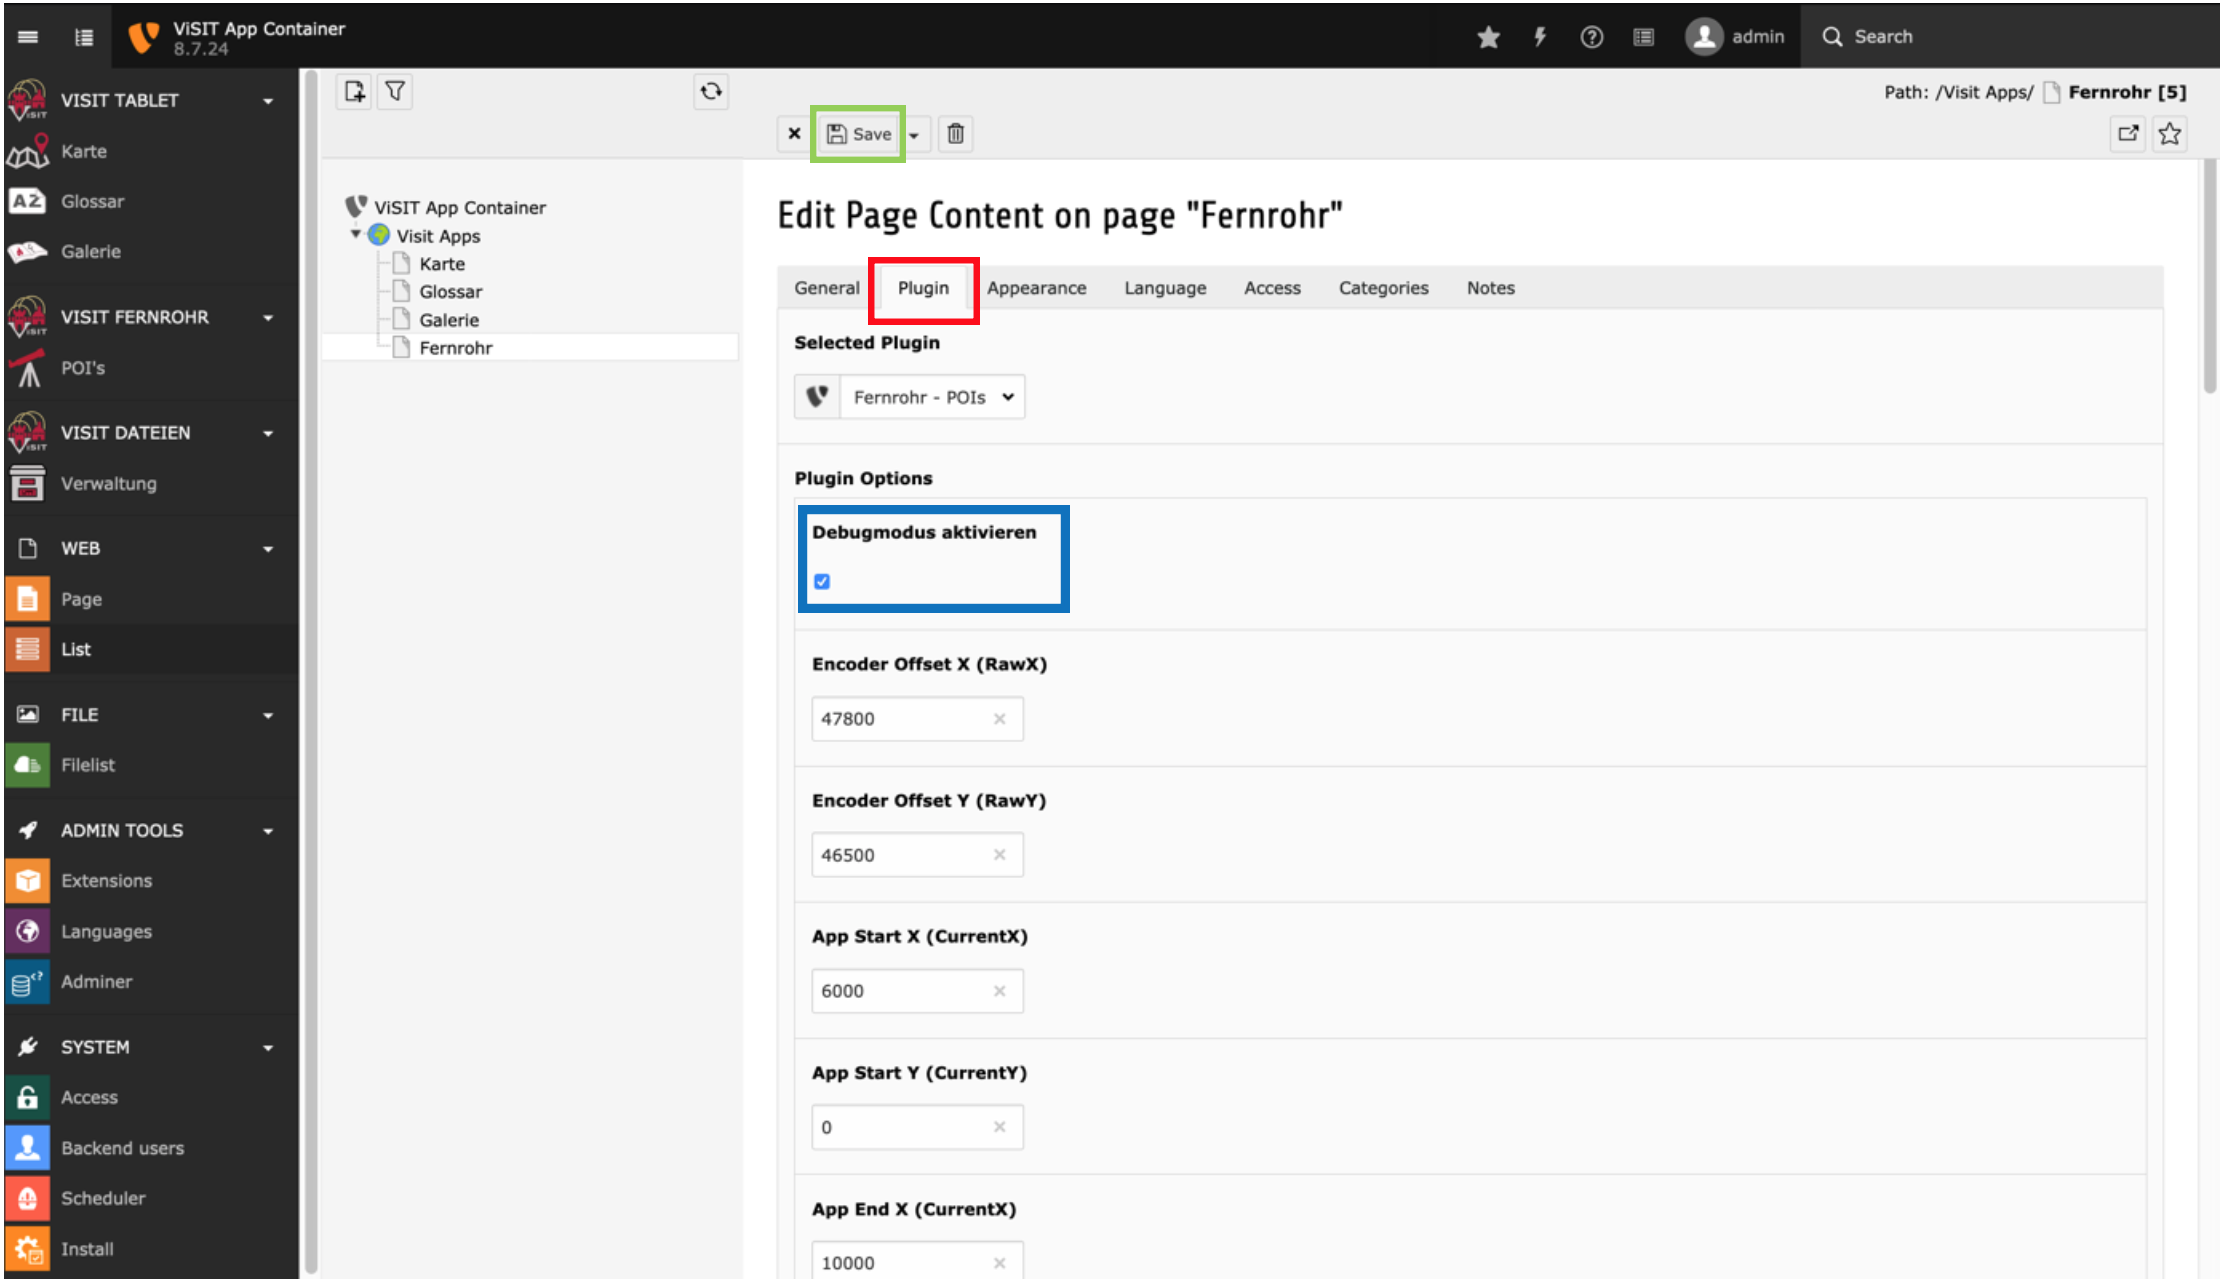 ViSIT App Container
8.7.24
admin
Search
VISIT TABLET
Karte
Glossar
Galerie
VISIT FERNROHR
POI's
VISIT DATEIEN
Verwaltung
WEB
Page
List
FILE
Filelist
ADMIN TOOLS
Extensions
Languages
Adminer
SYSTEM
Access
Backend users
Scheduler
Install
ViSIT App Container
Visit Apps
Karte
Glossar
Galerie
Fernrohr
Path: /Visit Apps/ Fernrohr [5]
Save
Edit Page Content on page "Fernrohr"
General Plugin Appearance Language Access Categories Notes
Selected Plugin
Fernrohr - POIs
Plugin Options
Debugmodus aktivieren
Encoder Offset X (RawX)
47800
Encoder Offset Y (RawY)
46500
App Start X (CurrentX)
6000
App Start Y (CurrentY)
0
App End X (CurrentX)
10000